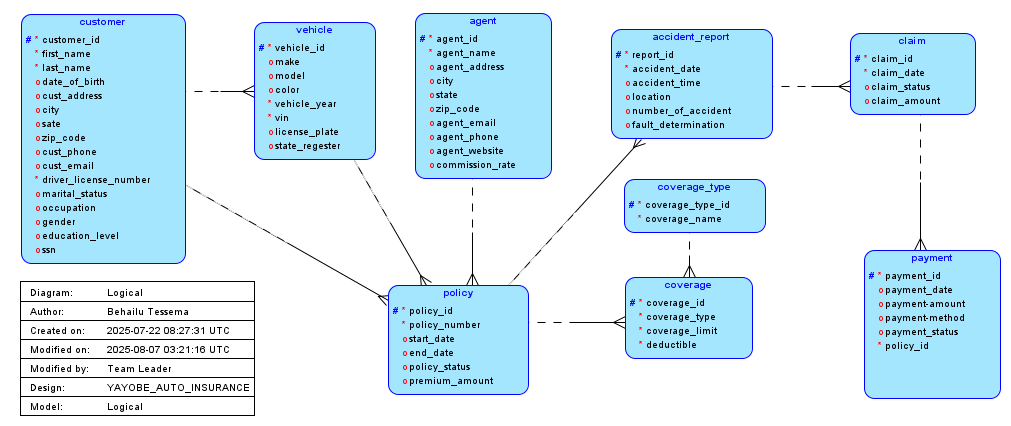 customer
# * customer_id
* first_name
* last_name
o date_of_birth
o cust_address
o city
o sate
o zip_code
o cust_phone
o cust_email
* driver_license_number
o marital_status
o occupation
o gender
o education_level
o ssn
vehicle
# * vehicle_id
o make
o model
o color
* vehicle_year
* vin
o license_plate
o state_regester
agent
# * agent_id
* agent_name
o agent_address
o city
o state
o zip_code
o agent_email
o agent_phone
o agent_website
o commission_rate
accident_report
# * report_id
* accident_date
o accident_time
o location
o number_of_accident
o fault_determination
claim
# * claim_id
* claim_date
o claim_status
o claim_amount
coverage_type
# * coverage_type_id
* coverage_name
policy
# * policy_id
* policy_number
o start_date
o end_date
o policy_status
o premium_amount
coverage
# * coverage_id
* coverage_type
* coverage_limit
* deductible
payment
# * payment_id
o payment_date
o payment-amount
o payment-method
o payment_status
* policy_id
Diagram: Logical
Author: Behailu Tessema
Created on: 2025-07-22 08:27:31 UTC
Modified on: 2025-08-07 03:21:16 UTC
Modified by: Team Leader
Design: YAYOBE_AUTO_INSURANCE
Model: Logical